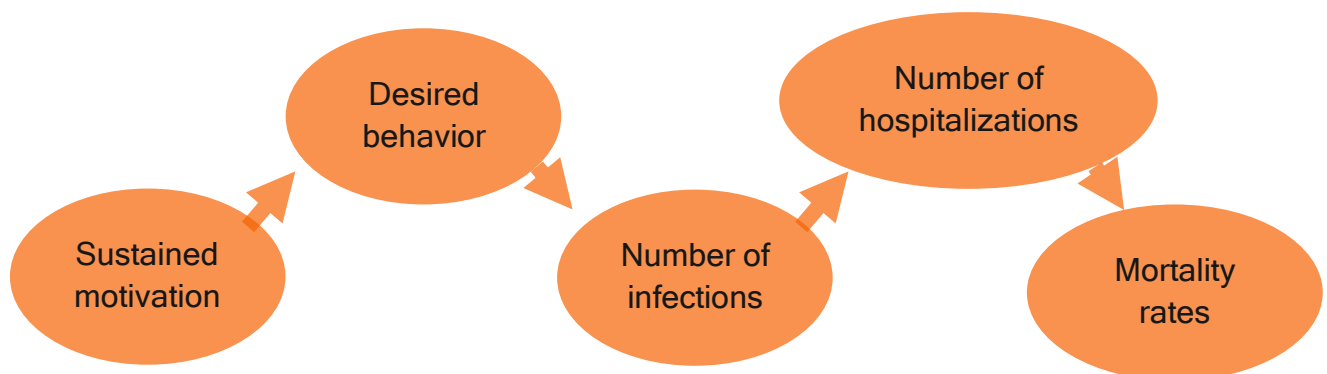 Sustained
motivation
Desired
behavior
Number of
infections
Number of
hospitalizations
Mortality
rates